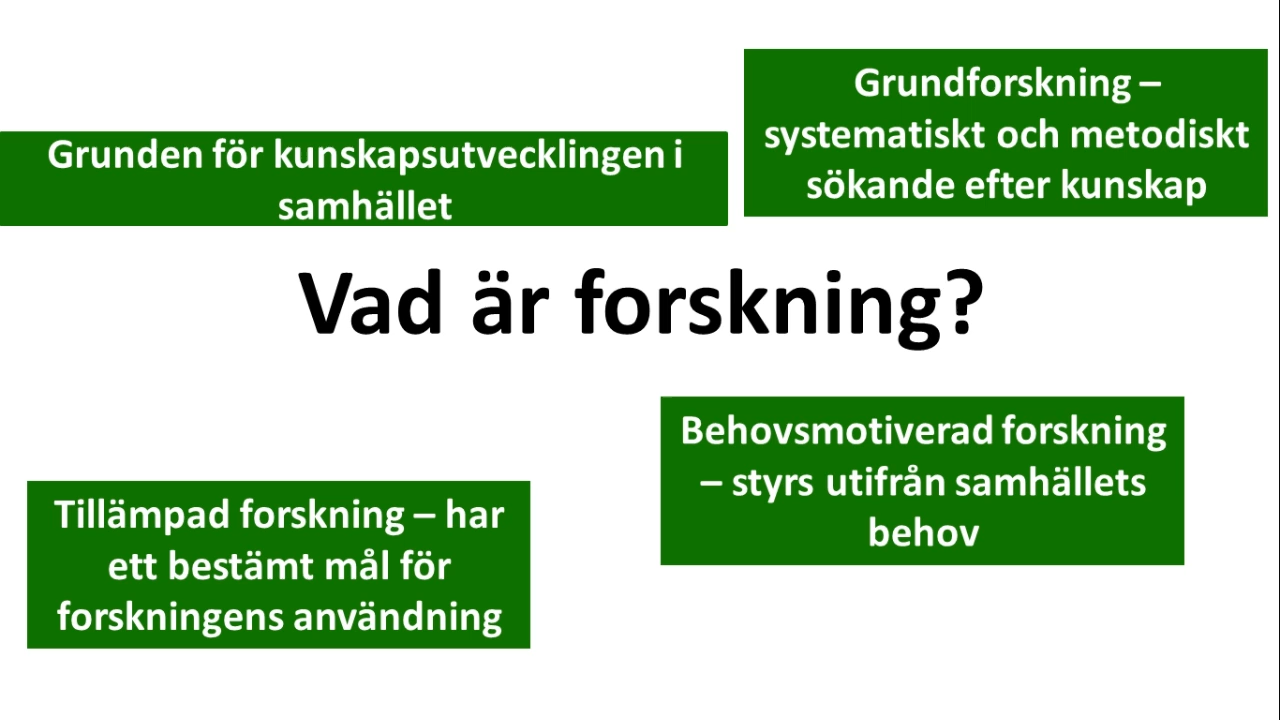 Grundforskning –
systematiskt och metodiskt
sökande efter kunskap
Grunden för kunskapsutvecklingen i
samhället
Vad är forskning?
Behovsmotiverad forskning
– styrs utifrån samhällets
behov
Tillämpad forskning – har
ett bestämt mål för
forskningens användning